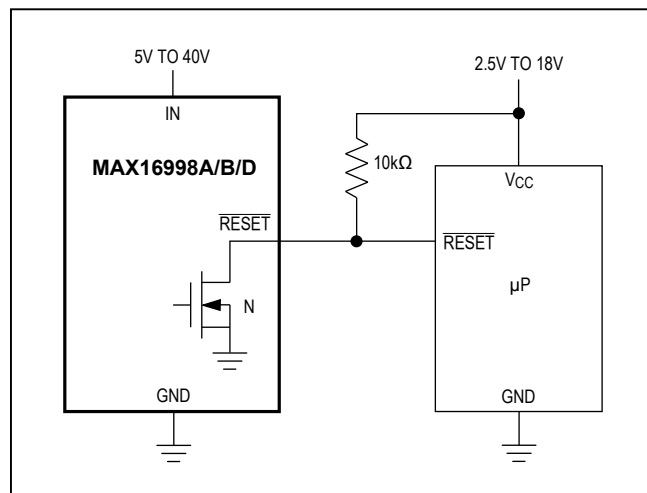 5V TO 40V
2.5V TO 18V
IN
MAX16998A/B/D
10kΩ
VCC
RESET
RESET
µP
N
GND
GND